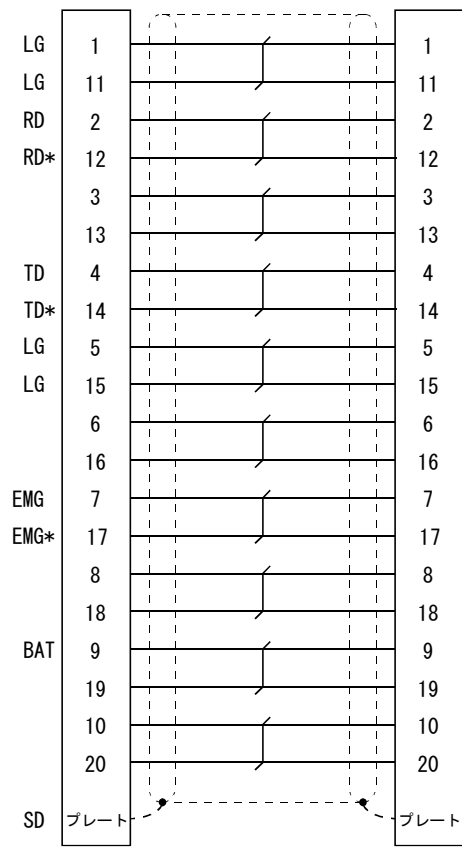 LG 1 1
LG 11 11
RD 2 2
RD* 12 12
3 3
13 13
TD 4 4
TD* 14 14
LG 5 5
LG 15 15
6 6
16 16
EMG 7 7
EMG* 17 17
8 8
18 18
BAT 9 9
19 19
10 10
20 20
SD プレート プレート